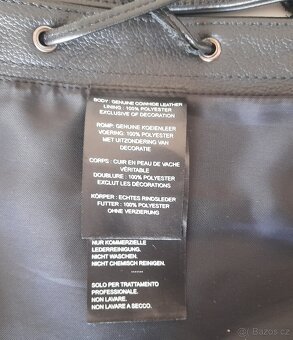 BODY: GENUINE COWHIDE LEATHER
LINING: 100% POLYESTER
EXCLUSIVE OF DECORATION
ROMP: GENUINE KOEIENLEER
VOERING: 100% POLYESTER
MET UITZONDERING VAN
DECORATIE
CORPS: CUIR EN PEAU DE VACHE
VÉRITABLE
DOUBLURE: 100% POLYESTER
EXCLUT LES DÉCORATIONS
KÖRPER: ECHTES RINDSLEDER
FUTTER: 100% POLYESTER
OHNE VERZIERUNG
NUR KOMMERZIELLE
LEDERREINIGUNG.
NICHT WASCHEN.
NICHT CHEMISCH REINIGEN.
------
SOLO PER TRATTAMENTO
PROFESSIONALE.
NON LAVARE.
NON LAVARE A SECCO.
Bazoš.cz